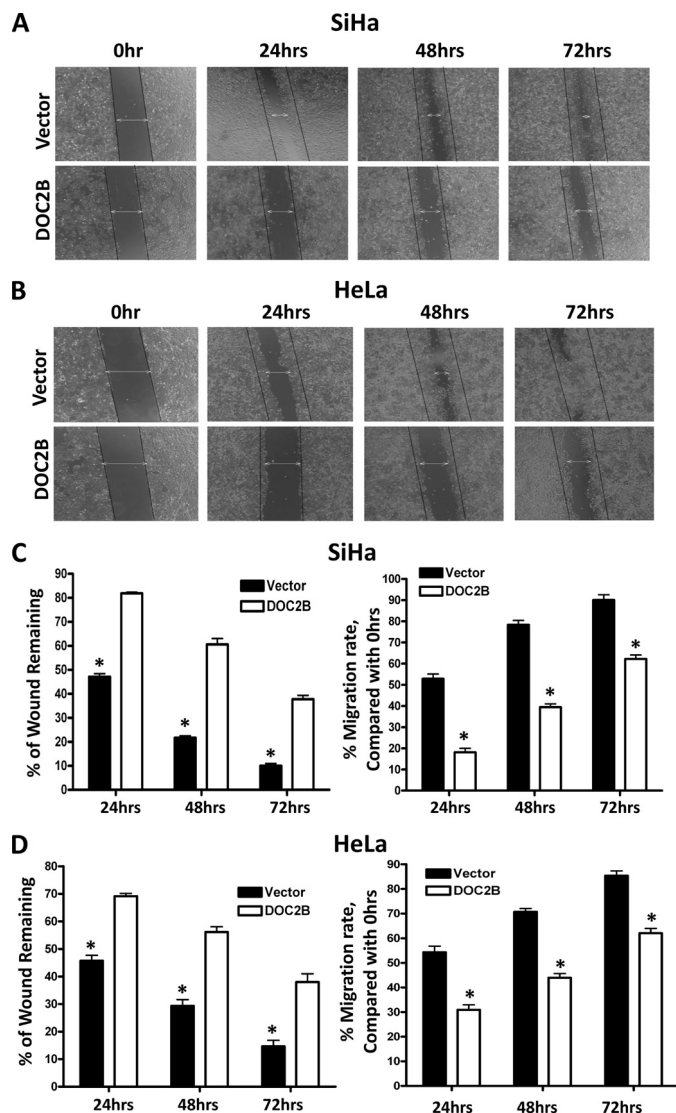 A
SiHa
0hr 24hrs 48hrs 72hrs
Vector
DOC2B
B
HeLa
0hr 24hrs 48hrs 72hrs
Vector
DOC2B
C
SiHa
% of Wound Remaining
90
80
70
60
50
40
30
20
10
0
Vector
DOC2B
*
*
*
24hrs 48hrs 72hrs
% Migration rate,
Compared with 0hrs
100
90
80
70
60
50
40
30
20
10
0
Vector
DOC2B
*
*
*
24hrs 48hrs 72hrs
D
HeLa
% of Wound Remaining
80
70
60
50
40
30
20
10
0
Vector
DOC2B
*
*
*
24hrs 48hrs 72hrs
% Migration rate,
Compared with 0hrs
90
80
70
60
50
40
30
20
10
0
Vector
DOC2B
*
*
*
24hrs 48hrs 72hrs